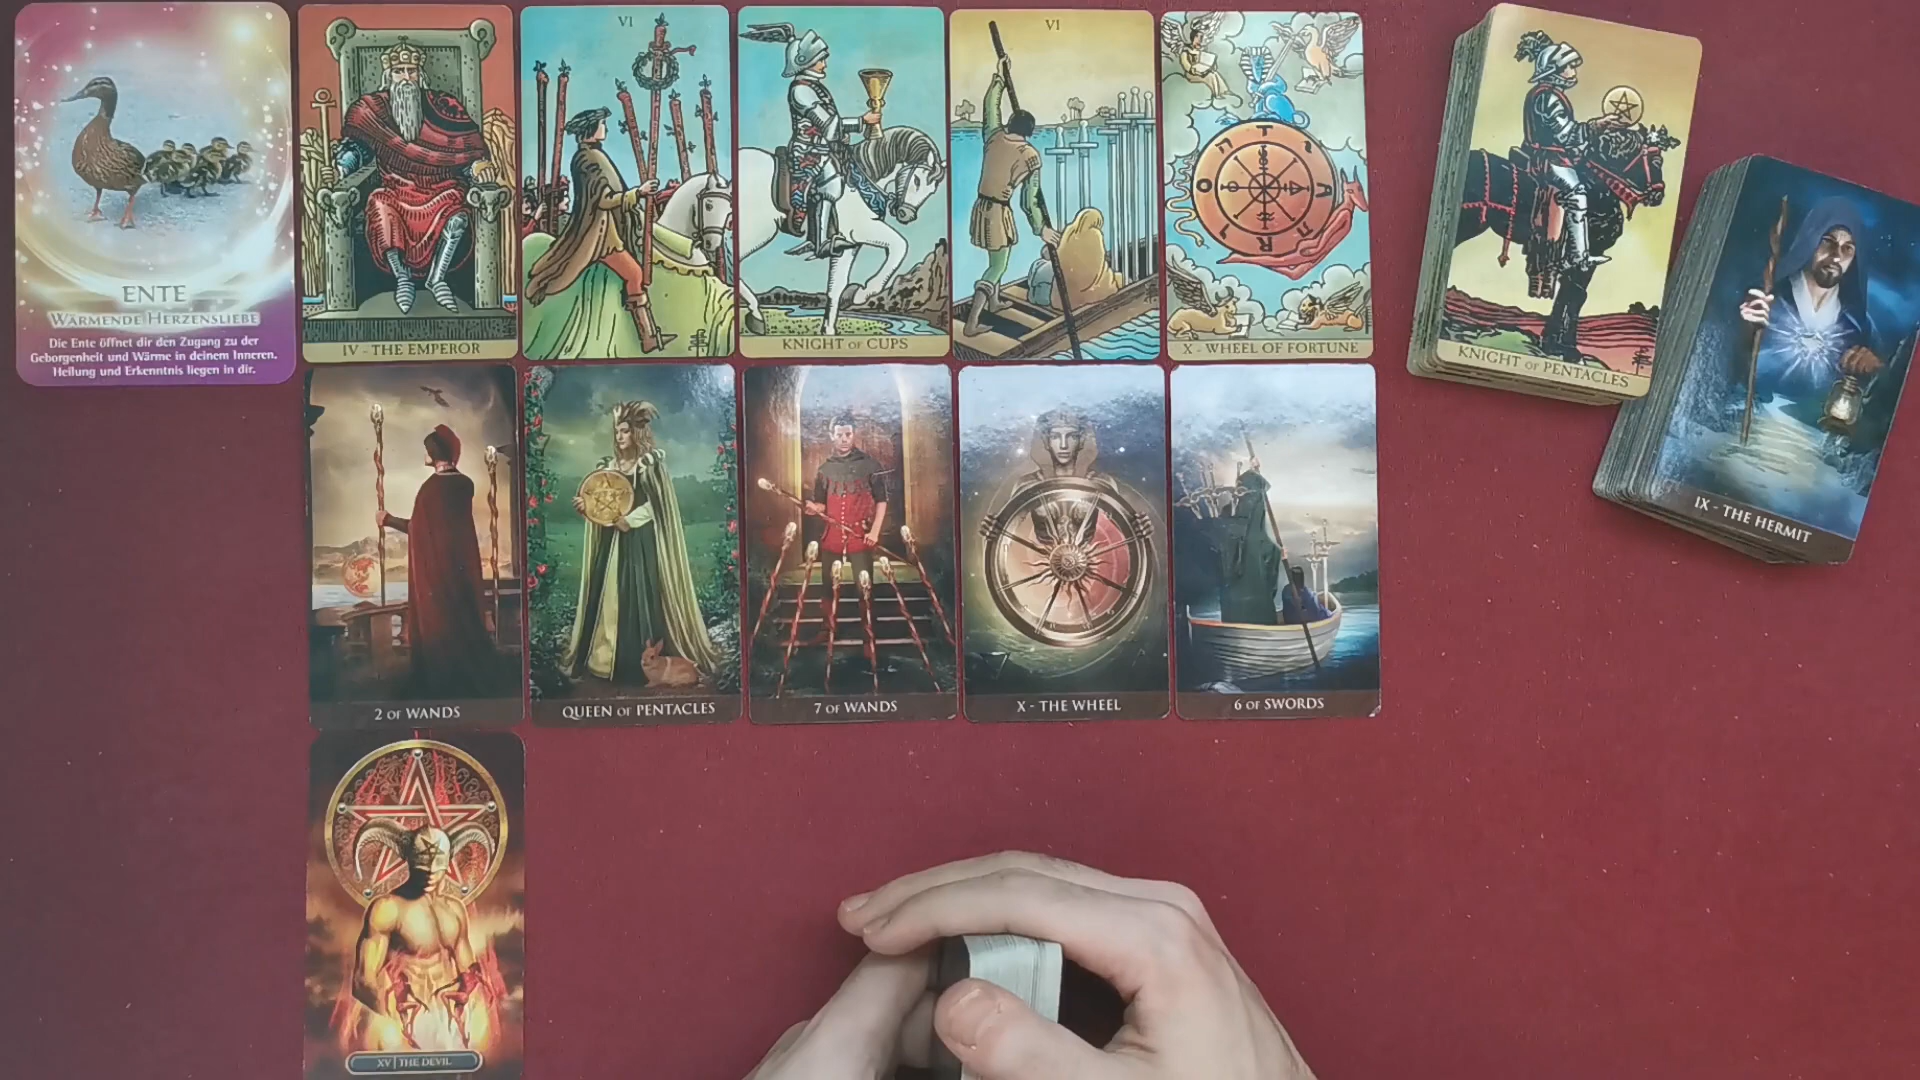 ENTE
WÄRMENDE HERZENSLIEBE
Die Ente öffnet dir den Zugang zu der
Geborgenheit und Wärme in deinem Inneren.
Heilung und Erkenntnis liegen in dir.
IV - THE EMPEROR
VI
KNIGHT OF CUPS
VI
X - WHEEL OF FORTUNE
KNIGHT OF PENTACLES
IX - THE HERMIT
2 OF WANDS
QUEEN OF PENTACLES
7 OF WANDS
X - THE WHEEL
6 OF SWORDS
XV THE DEVIL